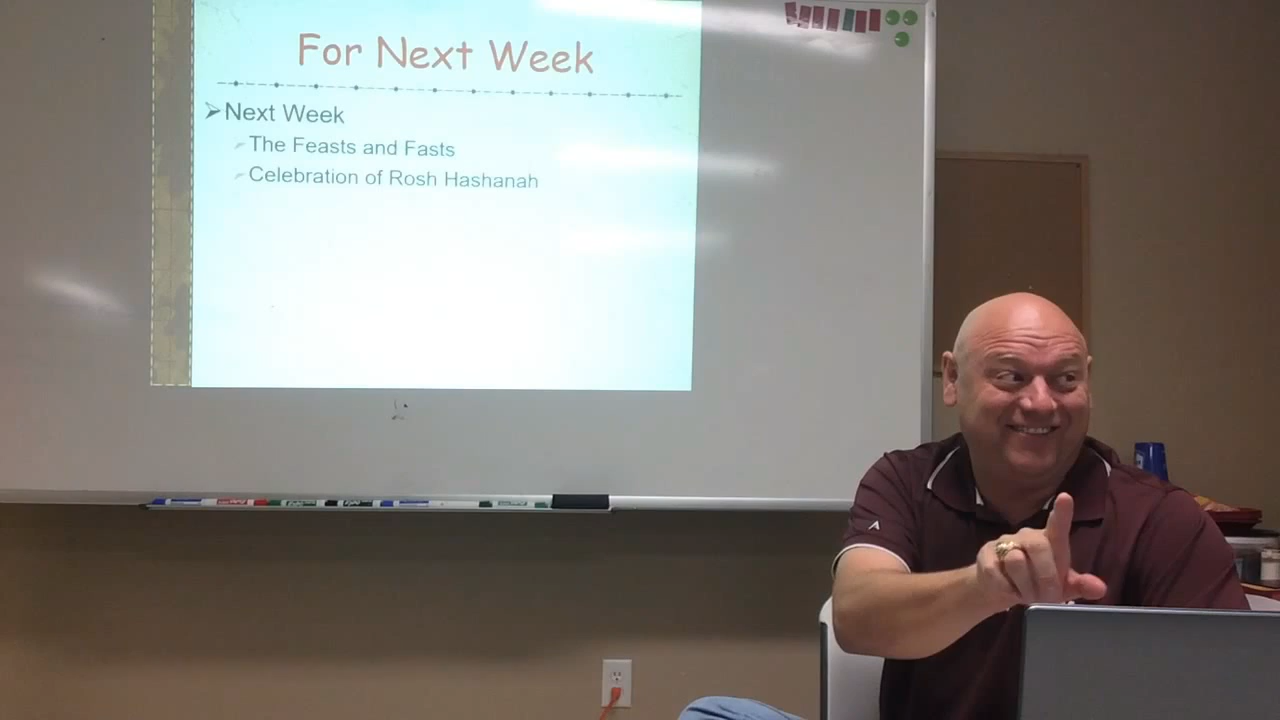 For Next Week
Next Week
The Feasts and Fasts
Celebration of Rosh Hashanah